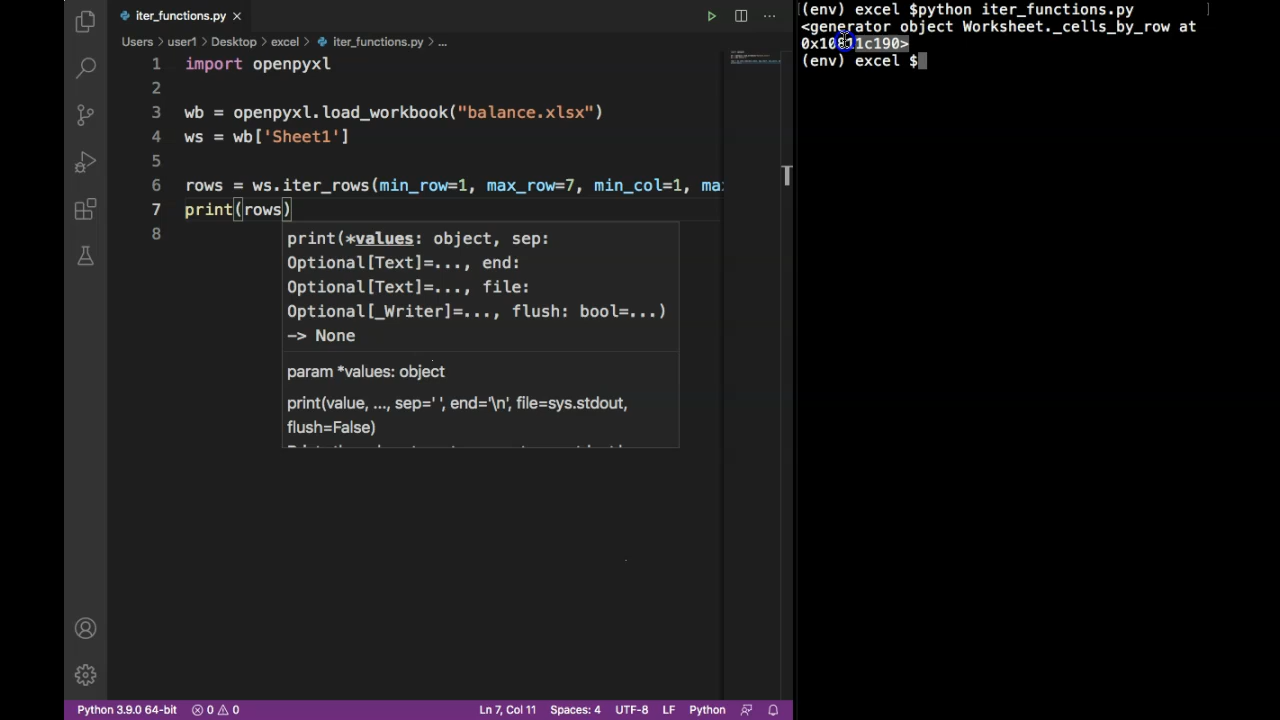 iter_functions.py
Users > user1 > Desktop > excel > iter_functions.py > ...
1 import openpyxl
2
3 wb = openpyxl.load_workbook("balance.xlsx")
4 ws = wb['Sheet1']
5
6 rows = ws.iter_rows(min_row=1, max_row=7, min_col=1, ma
7 print(rows)
8
print(*values: object, sep:
Optional[Text]=..., end:
Optional[Text]=..., file:
Optional[_Writer]=..., flush: bool=...)
-> None
param *values: object
print(value, ..., sep=' ', end='\n', file=sys.stdout,
flush=False)
Python 3.9.0 64-bit 0 0 Ln 7, Col 11 Spaces: 4 UTF-8 LF Python
(env) excel $python iter_functions.py
<generator object Worksheet._cells_by_row at
0x10811c190>
(env) excel $